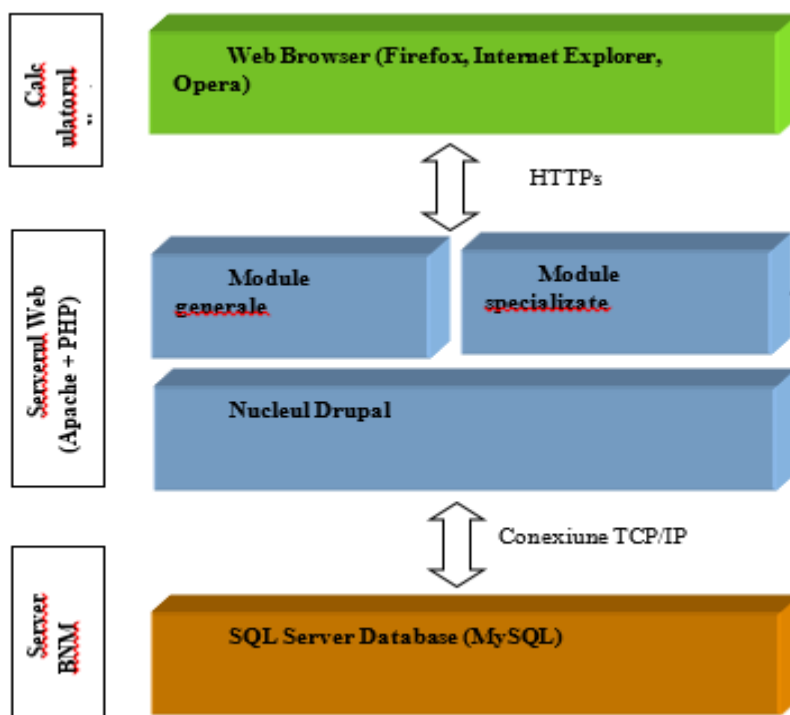 Calc
ulatorul
Web Browser (Firefox, Internet Explorer,
Opera)
HTTPs
Serverul Web
(Apache + PHP)
Module
generale
Module
specializate
Nucleul Drupal
Conexiune TCP/IP
Server
BNM
SQL Server Database (MySQL)